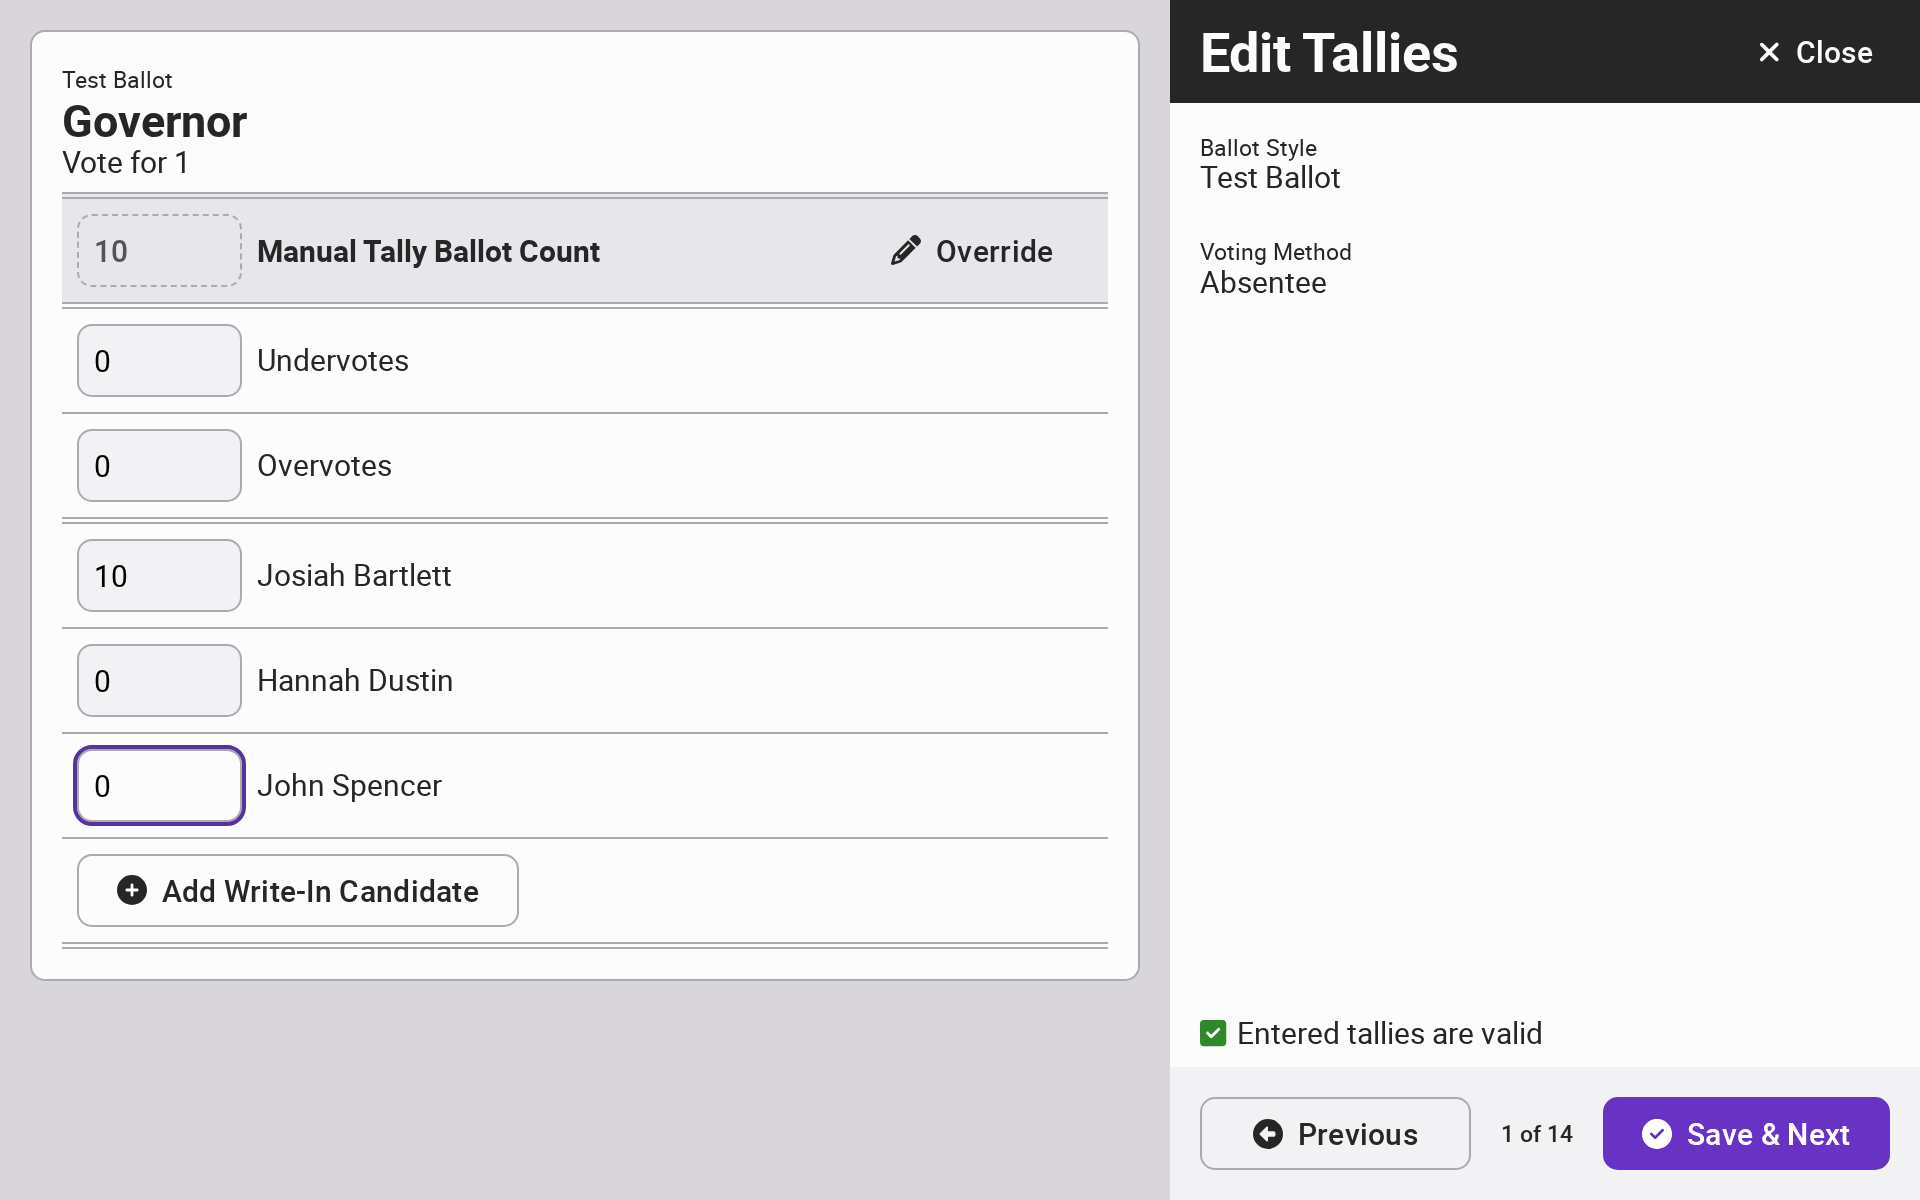 Test Ballot
Governor
Vote for 1
10 Manual Tally Ballot Count Override
0 Undervotes
0 Overvotes
10 Josiah Bartlett
0 Hannah Dustin
0 John Spencer
Add Write-In Candidate
Edit Tallies
Close
Ballot Style
Test Ballot
Voting Method
Absentee
Entered tallies are valid
Previous 1 of 14 Save & Next